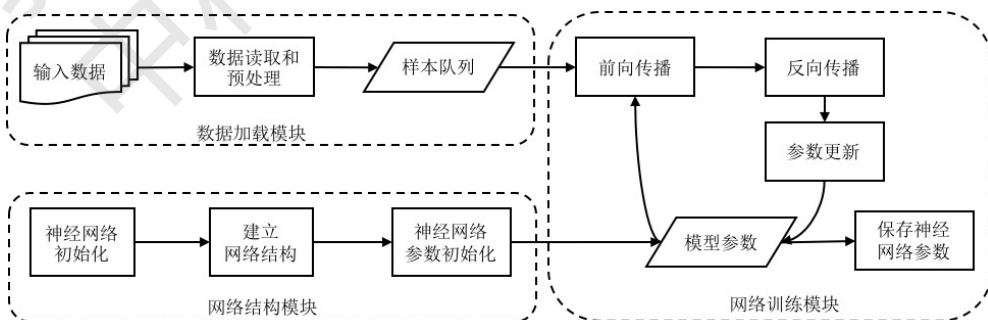 输入数据
数据读取和
预处理
样本队列
数据加载模块
前向传播
反向传播
参数更新
神经网络
初始化
建立
网络结构
神经网络
参数初始化
网络结构模块
模型参数
保存神经
网络参数
网络训练模块